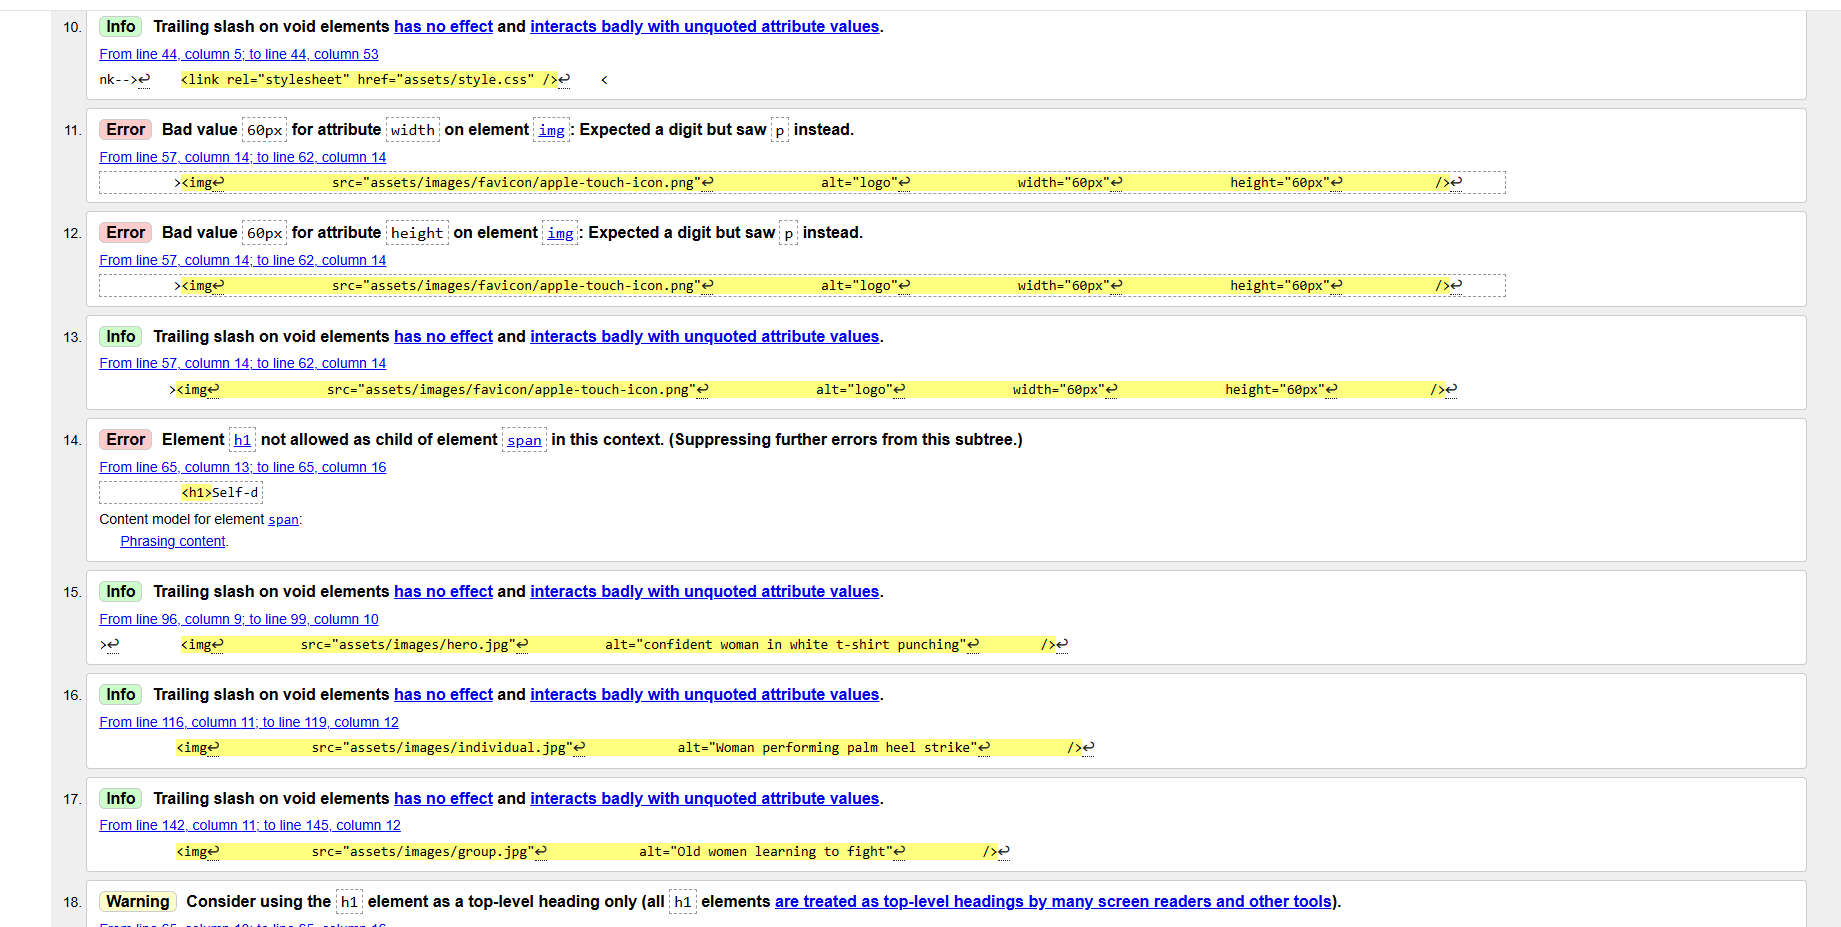 10. Info Trailing slash on void elements has no effect and interacts badly with unquoted attribute values.
From line 44, column 5; to line 44, column 53
nk-->↩ <link rel="stylesheet" href="assets/style.css" />↩ <
11. Error Bad value 60px for attribute width on element img: Expected a digit but saw p instead.
From line 57, column 14; to line 62, column 14
><img↩ src="assets/images/favicon/apple-touch-icon.png"↩ alt="logo"↩ width="60px"↩ height="60px"↩ />↩
12. Error Bad value 60px for attribute height on element img: Expected a digit but saw p instead.
From line 57, column 14; to line 62, column 14
><img↩ src="assets/images/favicon/apple-touch-icon.png"↩ alt="logo"↩ width="60px"↩ height="60px"↩ />↩
13. Info Trailing slash on void elements has no effect and interacts badly with unquoted attribute values.
From line 57, column 14; to line 62, column 14
><img↩ src="assets/images/favicon/apple-touch-icon.png"↩ alt="logo"↩ width="60px"↩ height="60px"↩ />↩
14. Error Element h1 not allowed as child of element span in this context. (Suppressing further errors from this subtree.)
From line 65, column 13; to line 65, column 16
<h1>Self-d
Content model for element span:
Phrasing content.
15. Info Trailing slash on void elements has no effect and interacts badly with unquoted attribute values.
From line 96, column 9; to line 99, column 10
>↩ <img↩ src="assets/images/hero.jpg"↩ alt="confident woman in white t-shirt punching"↩ />↩
16. Info Trailing slash on void elements has no effect and interacts badly with unquoted attribute values.
From line 116, column 11; to line 119, column 12
<img↩ src="assets/images/individual.jpg"↩ alt="Woman performing palm heel strike"↩ />↩
17. Info Trailing slash on void elements has no effect and interacts badly with unquoted attribute values.
From line 142, column 11; to line 145, column 12
<img↩ src="assets/images/group.jpg"↩ alt="Old women learning to fight"↩ />↩
18. Warning Consider using the h1 element as a top-level heading only (all h1 elements are treated as top-level headings by many screen readers and other tools).